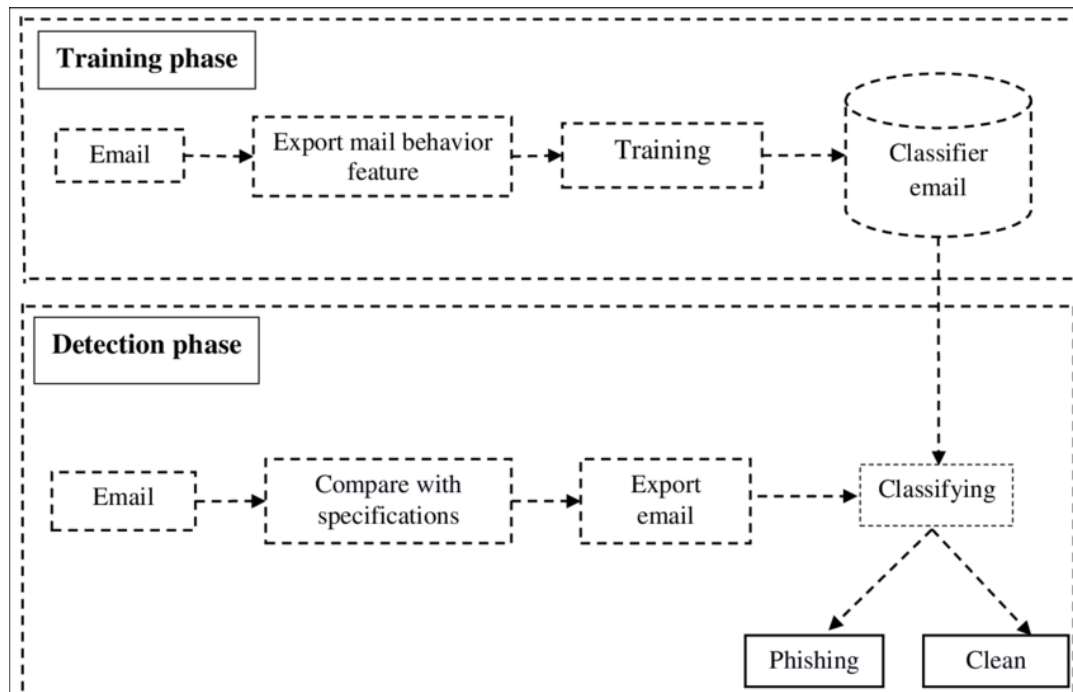 Training phase
Email
Export mail behavior
feature
Training
Classifier
email
Detection phase
Email
Compare with
specifications
Export
email
Classifying
Phishing
Clean